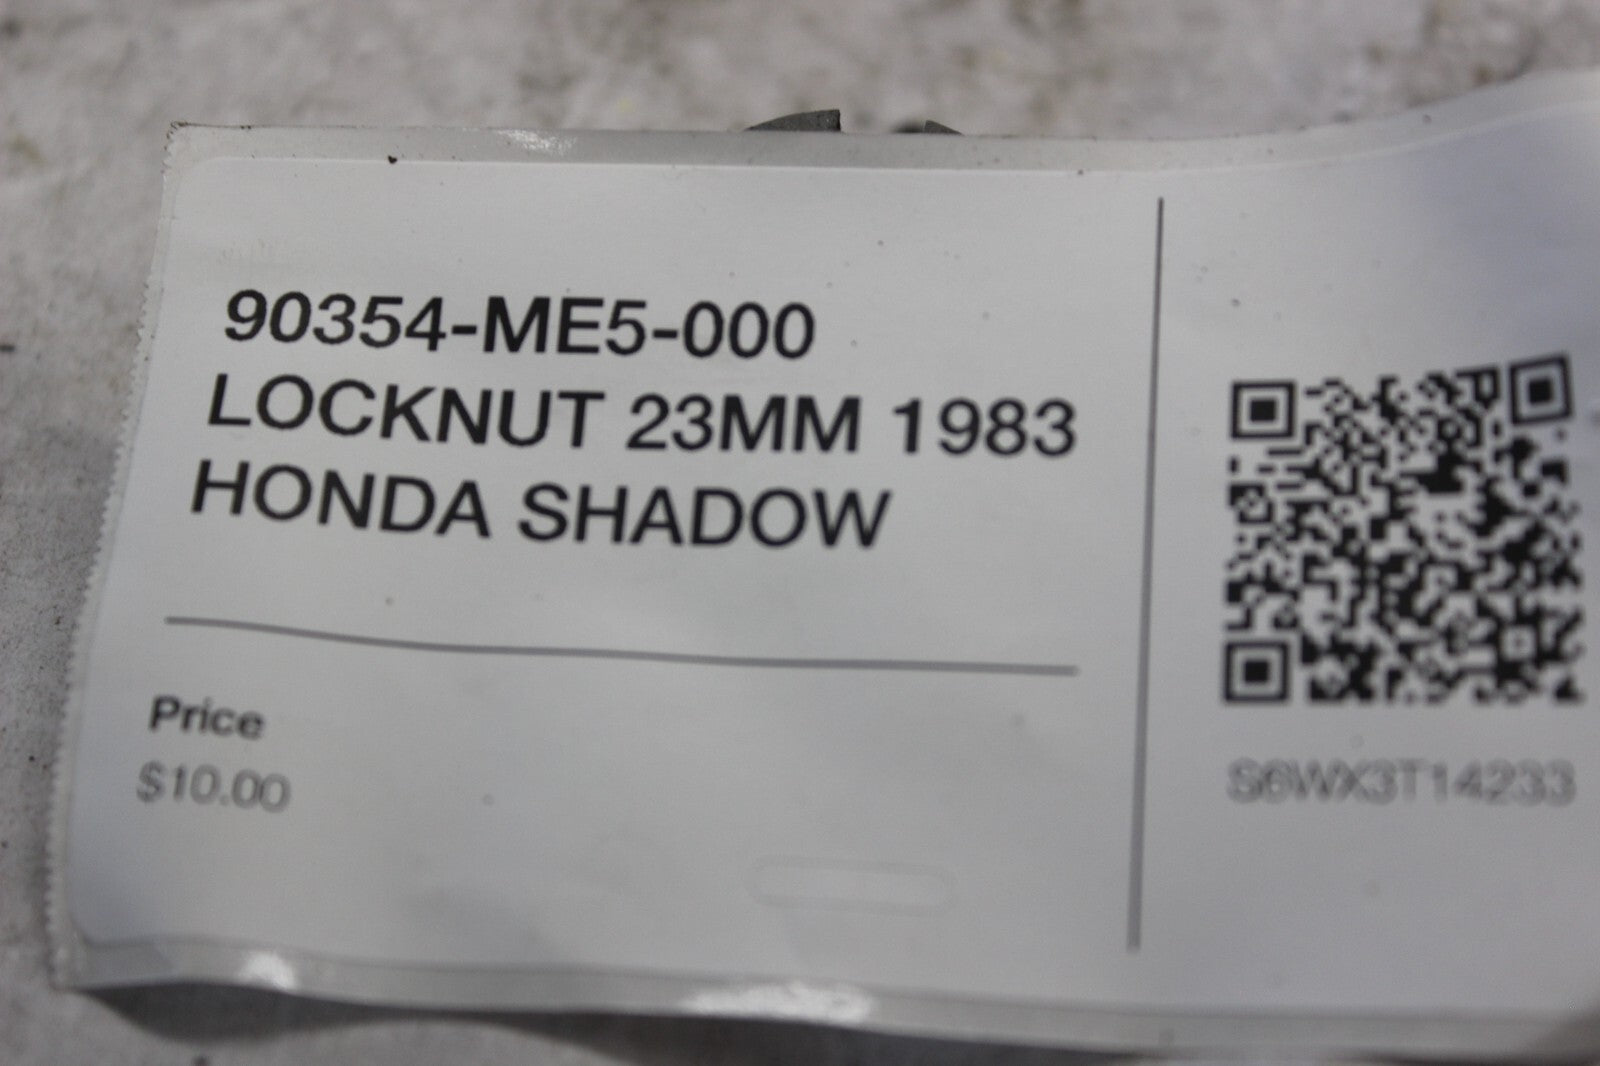 90354-ME5-000
LOCKNUT 23MM 1983
HONDA SHADOW
Price
$10.00
S6WX3T14233